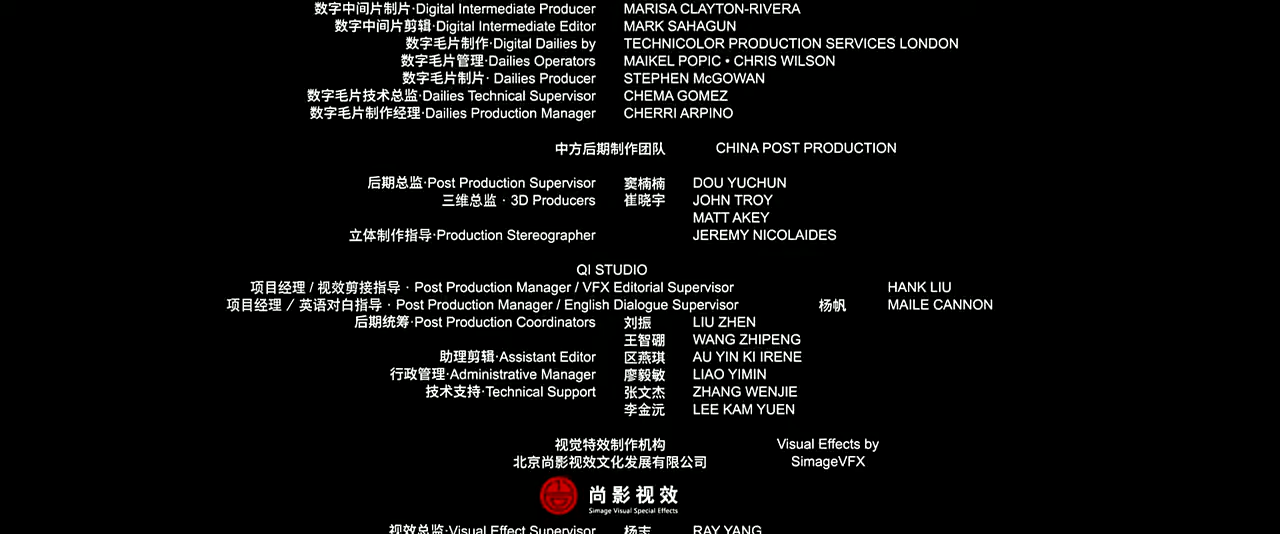 数字中间片制片·Digital Intermediate Producer MARISA CLAYTON-RIVERA
数字中间片剪辑·Digital Intermediate Editor MARK SAHAGUN
数字毛片制作·Digital Dailies by TECHNICOLOR PRODUCTION SERVICES LONDON
数字毛片管理·Dailies Operators MAIKEL POPIC • CHRIS WILSON
数字毛片制片· Dailies Producer STEPHEN McGOWAN
数字毛片技术总监·Dailies Technical Supervisor CHEMA GOMEZ
数字毛片制作经理·Dailies Production Manager CHERRI ARPINO
中方后期制作团队 CHINA POST PRODUCTION
后期总监·Post Production Supervisor 窦楠楠 DOU YUCHUN
三维总监 · 3D Producers 崔晓宇 JOHN TROY
MATT AKEY
立体制作指导·Production Stereographer JEREMY NICOLAIDES
QI STUDIO
项目经理 / 视效剪接指导 · Post Production Manager / VFX Editorial Supervisor HANK LIU
项目经理 / 英语对白指导 · Post Production Manager / English Dialogue Supervisor 杨帆 MAILE CANNON
后期统筹·Post Production Coordinators 刘振 LIU ZHEN
王智硼 WANG ZHIPENG
助理剪辑·Assistant Editor 区燕琪 AU YIN KI IRENE
行政管理·Administrative Manager 廖毅敏 LIAO YIMIN
技术支持·Technical Support 张文杰 ZHANG WENJIE
李金沅 LEE KAM YUEN
视觉特效制作机构 Visual Effects by
北京尚影视效文化发展有限公司 SimageVFX
尚影视效
Simage Visual Special Effects
视效总监·Visual Effect Supervisor 杨志 RAY YANG